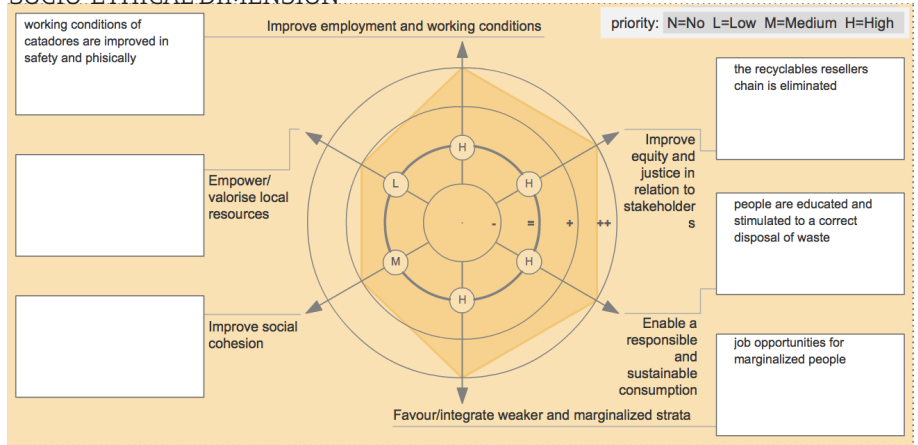 SOCIO-ETHICAL DIMENSION
working conditions of
catadores are improved in
safety and phisically
Improve employment and working conditions
priority: N=No L=Low M=Medium H=High
the recyclables resellers
chain is eliminated
Improve
equity and
justice in
relation to
stakeholder
s
Empower/
valorise local
resources
H
L
H
- = + ++
M
H
H
people are educated and
stimulated to a correct
disposal of waste
Improve social
cohesion
Enable a
responsible
and
sustainable
consumption
job opportunities for
marginalized people
Favour/integrate weaker and marginalized strata